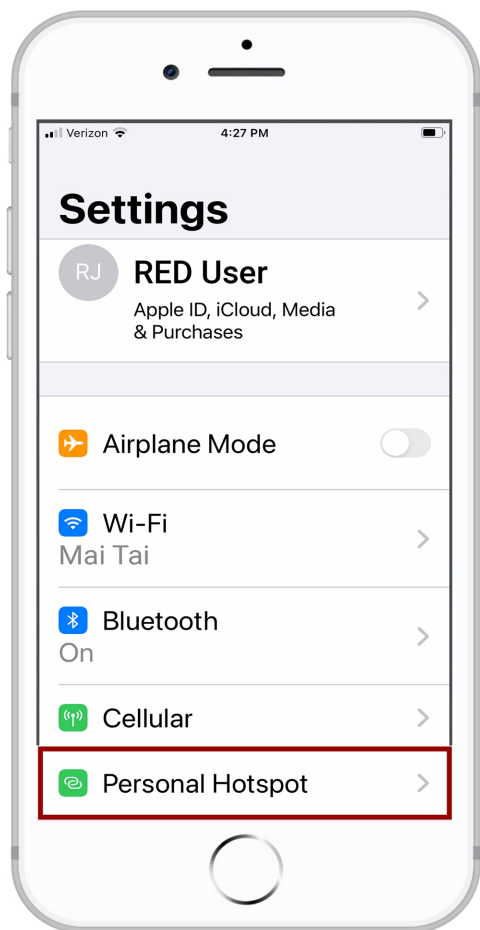 Verizon 4:27 PM
Settings
RJ
RED User
Apple ID, iCloud, Media
& Purchases
Airplane Mode
Wi-Fi
Mai Tai
Bluetooth
On
Cellular
Personal Hotspot